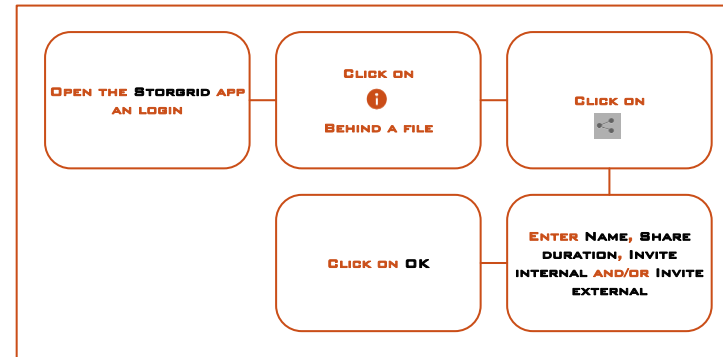 Open the Storgrid app
an login
Click on
i
Behind a file
Click on
Enter Name, Share
duration, Invite
internal and/or Invite
external
Click on OK